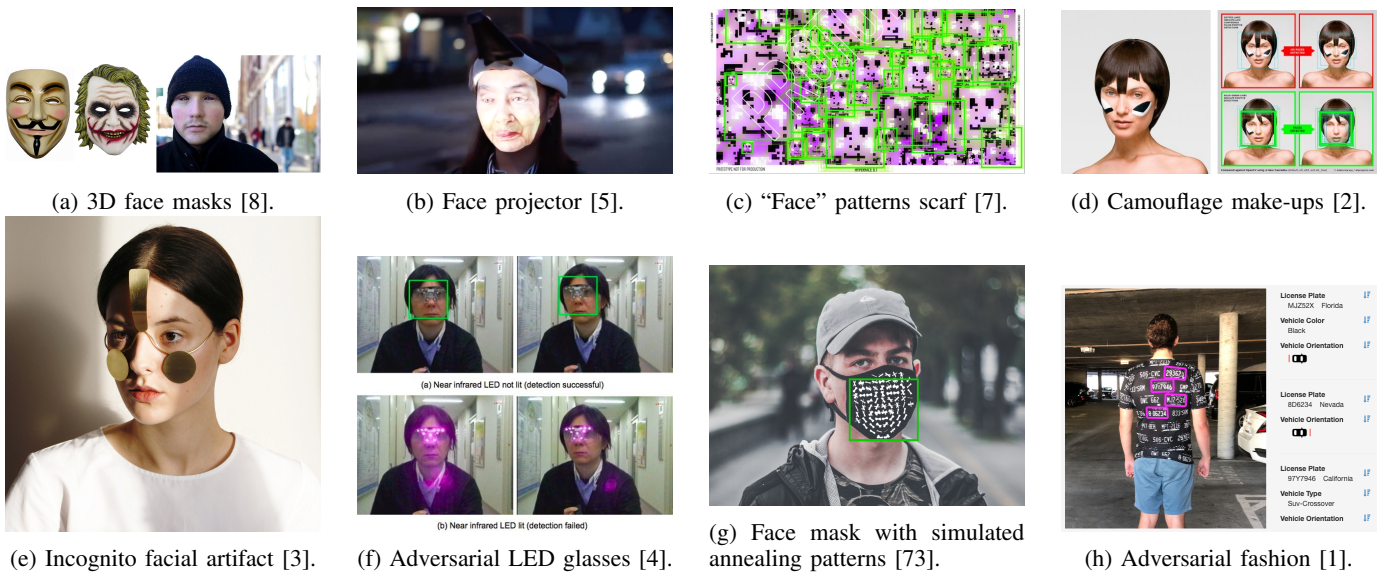 (a) 3D face masks [8].
(b) Face projector [5].
(c) “Face” patterns scarf [7].
(d) Camouflage make-ups [2].
(a) Near infrared LED not lit (detection successful)
(b) Near infrared LED lit (detection failed)
License Plate
MJZ52X Florida
Vehicle Color
Black
Vehicle Orientation
License Plate
8D6234 Nevada
Vehicle Orientation
License Plate
97Y7946 California
Vehicle Type
Suv-Crossover
Vehicle Orientation
(e) Incognito facial artifact [3].
(f) Adversarial LED glasses [4].
(g) Face mask with simulated
annealing patterns [73].
(h) Adversarial fashion [1].